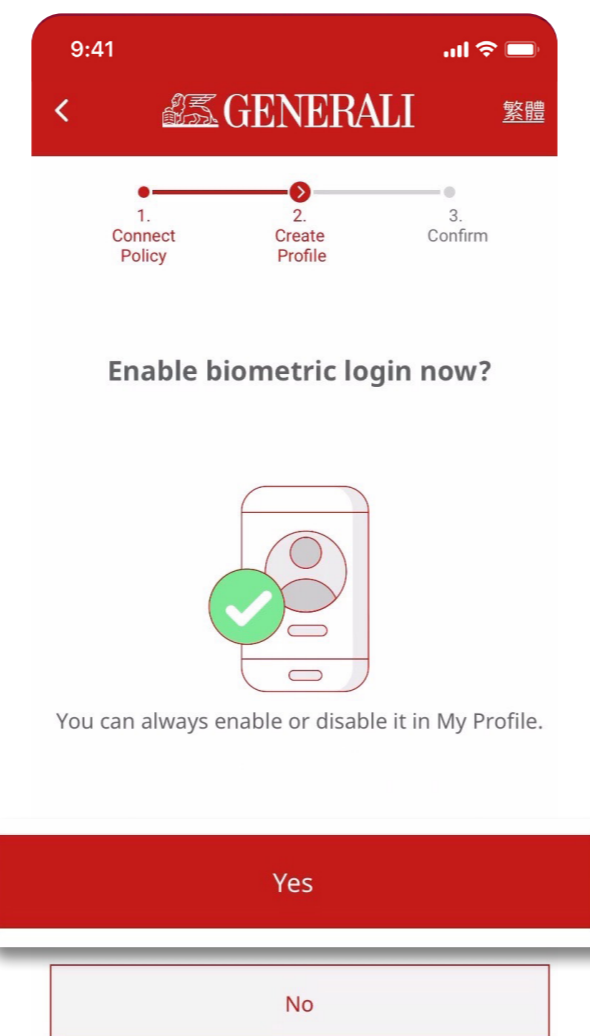 9:41
GENERALI
繁體
1.
Connect
Policy
2.
Create
Profile
3.
Confirm
Enable biometric login now?
You can always enable or disable it in My Profile.
Yes
No